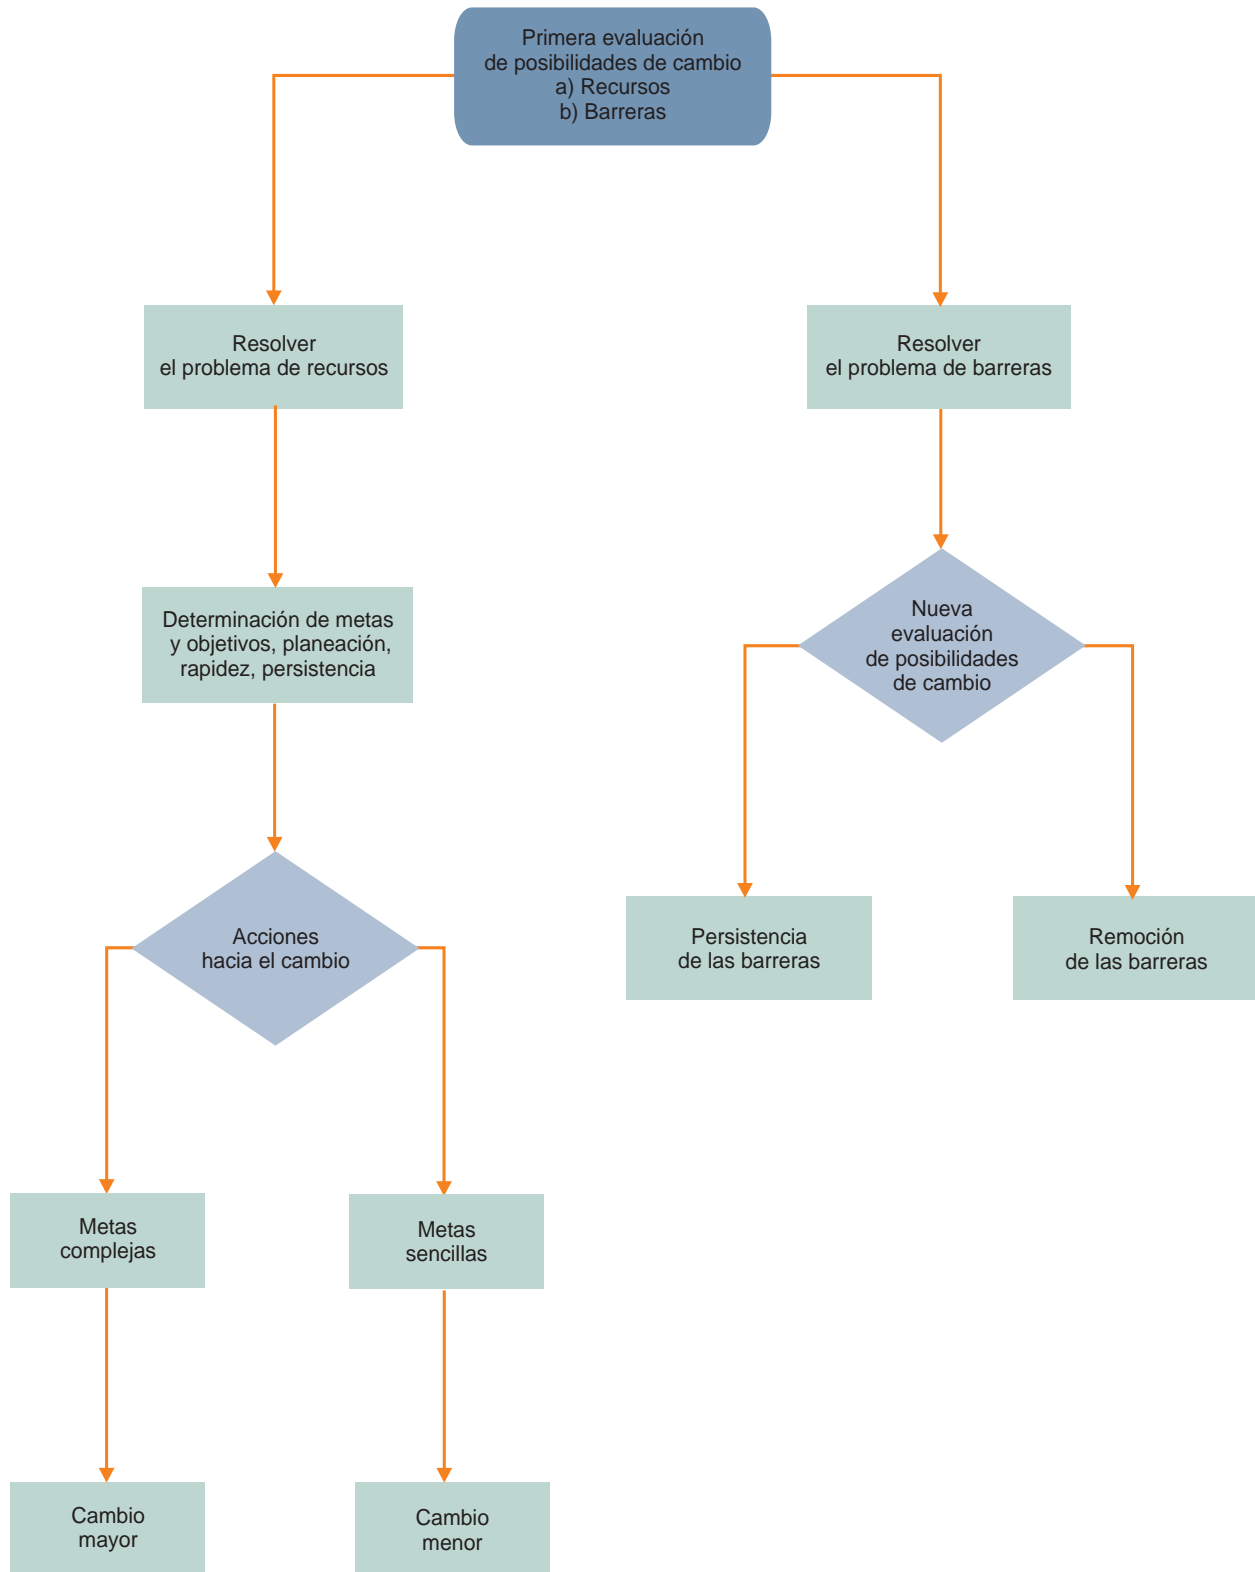 Primera evaluación
de posibilidades de cambio
a) Recursos
b) Barreras
Resolver
el problema de recursos
Resolver
el problema de barreras
Determinación de metas
y objetivos, planeación,
rapidez, persistencia
Nueva
evaluación
de posibilidades
de cambio
Acciones
hacia el cambio
Persistencia
de las barreras
Remoción
de las barreras
Metas
complejas
Metas
sencillas
Cambio
mayor
Cambio
menor